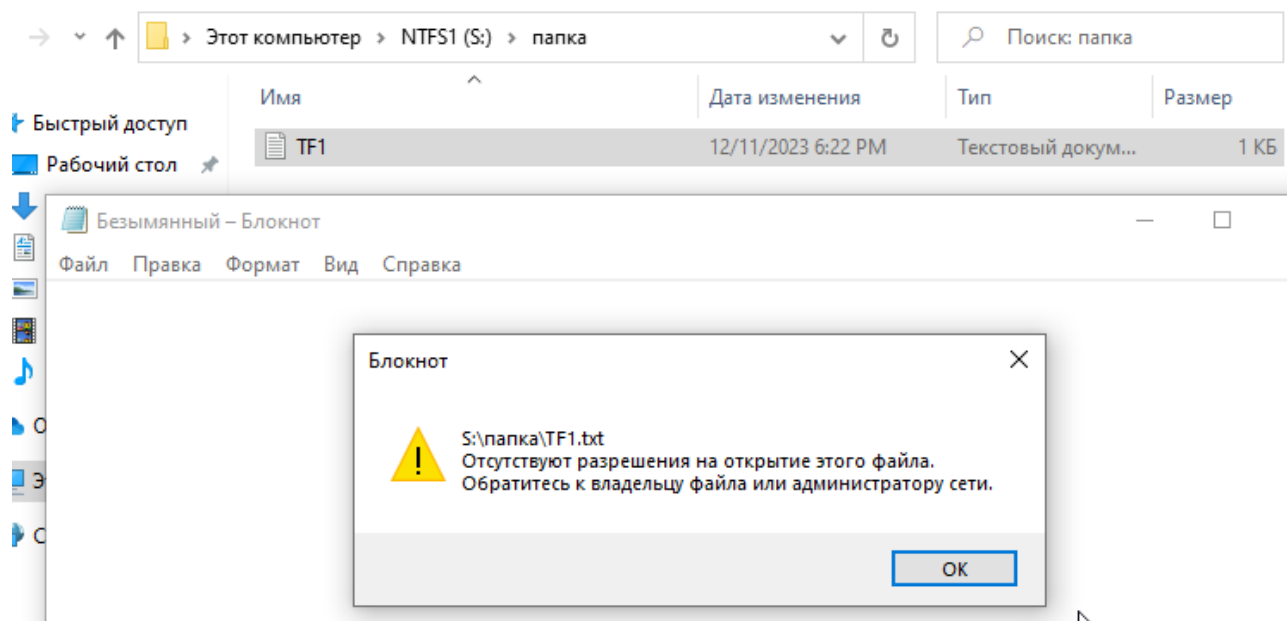 Этот компьютер > NTFS1 (S:) > папка
Поиск: папка
Имя Дата изменения Тип Размер
Быстрый доступ
Рабочий стол
TF1 12/11/2023 6:22 PM Текстовый докум... 1 КБ
Безымянный – Блокнот
Файл Правка Формат Вид Справка
Блокнот
S:\папка\TF1.txt
Отсутствуют разрешения на открытие этого файла.
Обратитесь к владельцу файла или администратору сети.
ОК